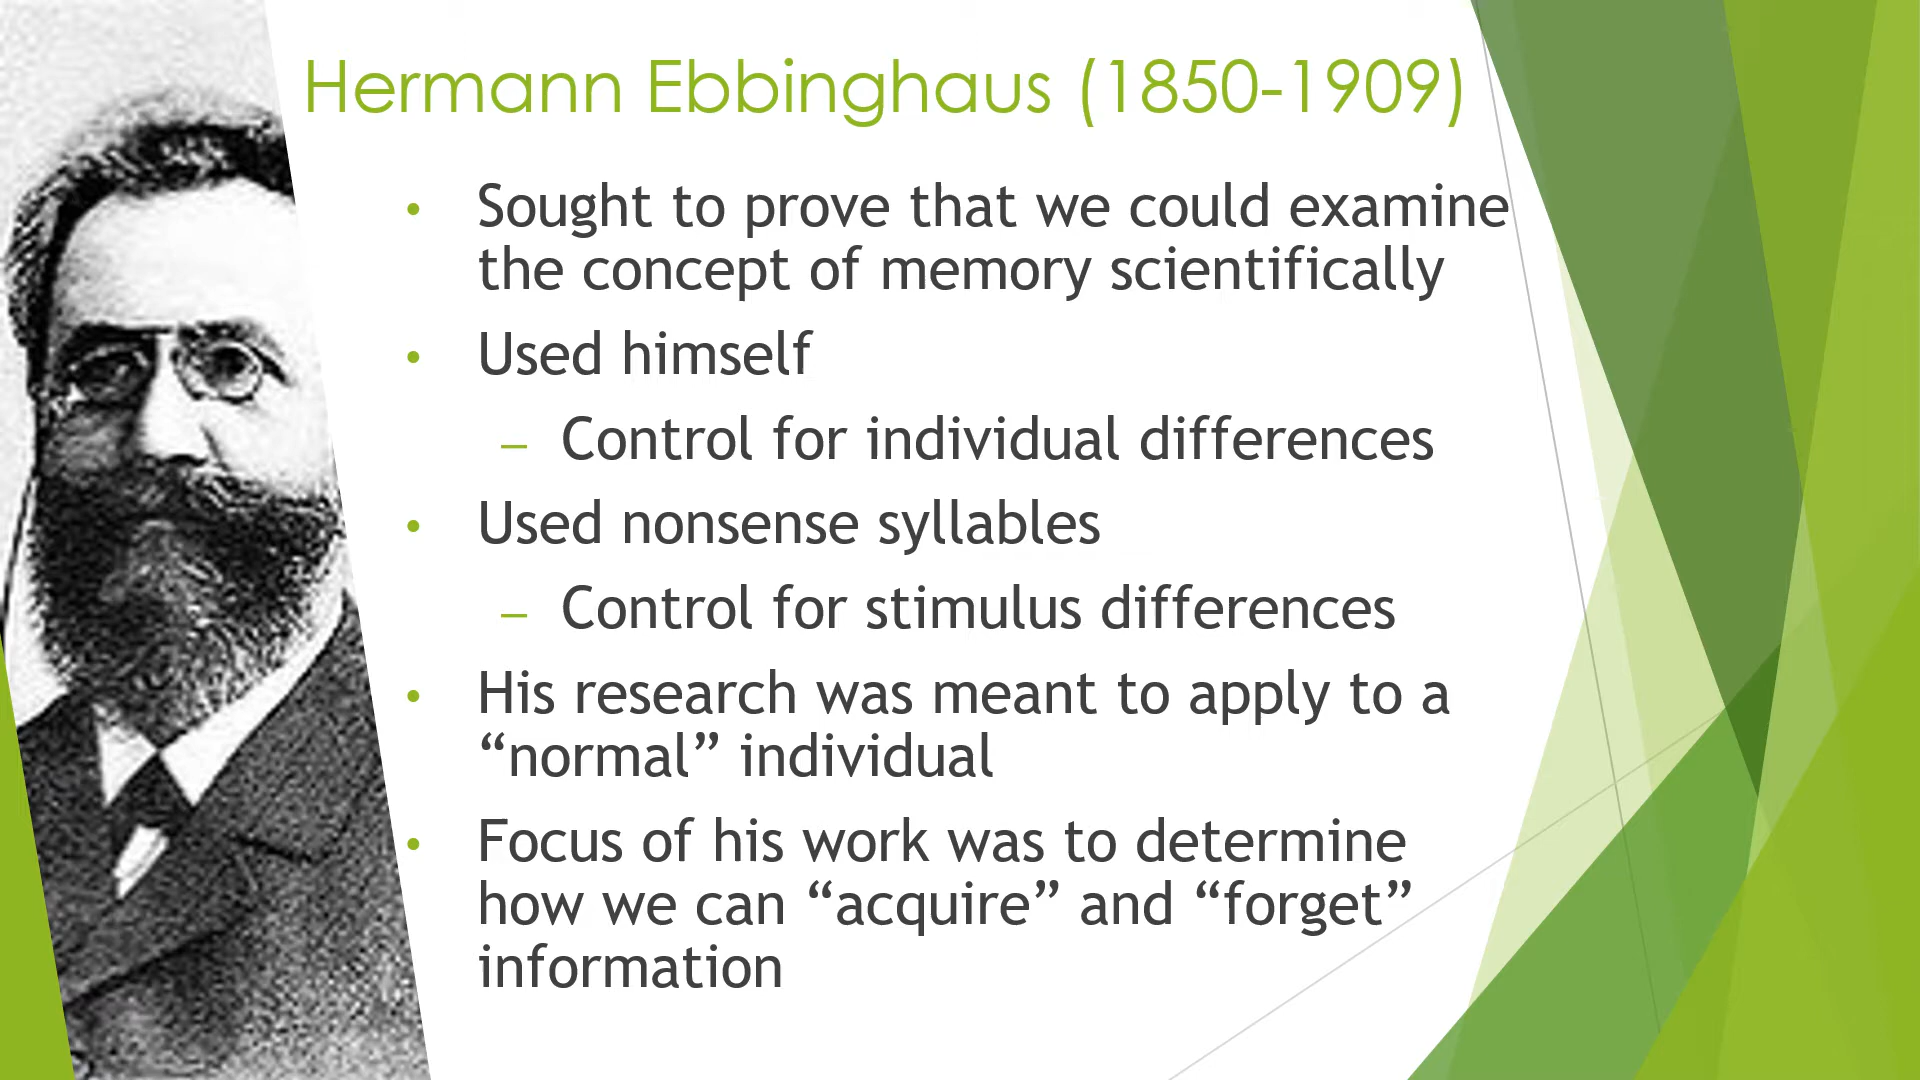 Hermann Ebbinghaus (1850-1909)
• Sought to prove that we could examine
the concept of memory scientifically
• Used himself
– Control for individual differences
• Used nonsense syllables
– Control for stimulus differences
• His research was meant to apply to a
“normal” individual
• Focus of his work was to determine
how we can “acquire” and “forget”
information